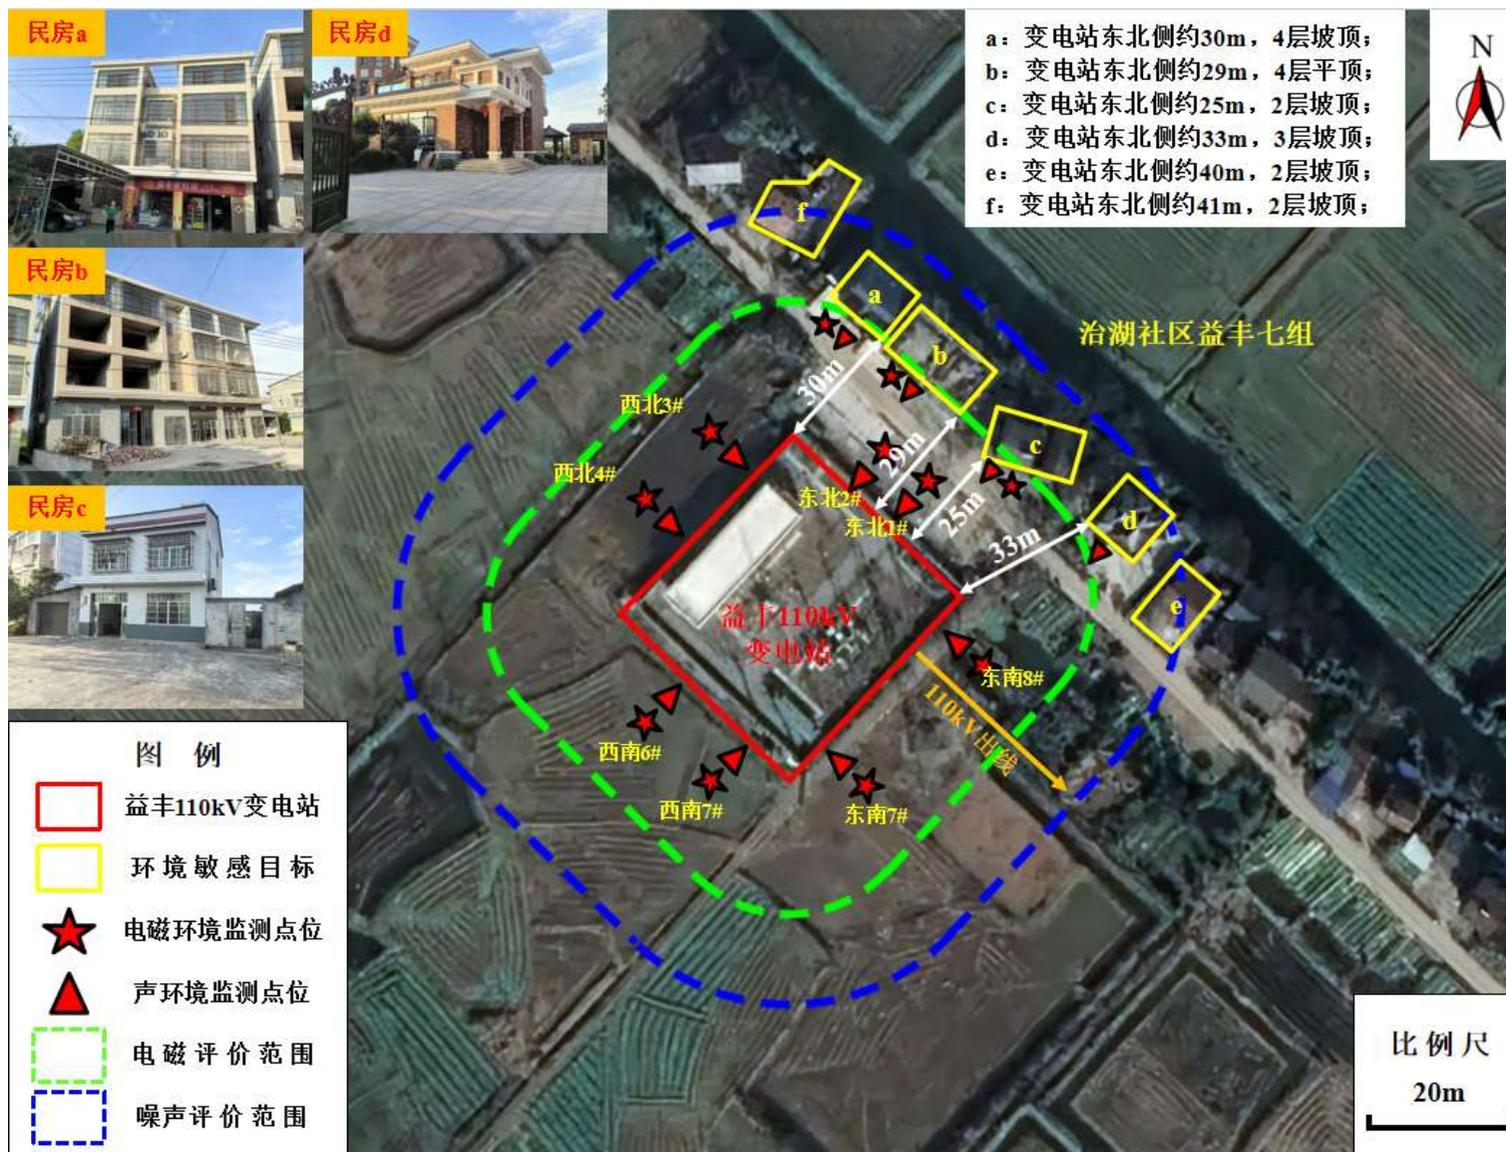 民房a
民房d
a：变电站东北侧约30m，4层坡顶；
b：变电站东北侧约29m，4层平顶；
c：变电站东北侧约25m，2层坡顶；
d：变电站东北侧约33m，3层坡顶；
e：变电站东北侧约40m，2层坡顶；
f：变电站东北侧约41m，2层坡顶；
N
民房b
民房c
f
a
b
c
d
e
冶湖社区益丰七组
30m
29m
25m
33m
西北3#
西北4#
东北2#
东北1#
益丰110kV
变电站
东南8#
110kV出线
西南6#
西南7#
东南7#
图 例
益丰110kV变电站
环境敏感目标
电磁环境监测点位
声环境监测点位
电磁评价范围
噪声评价范围
比例尺
20m